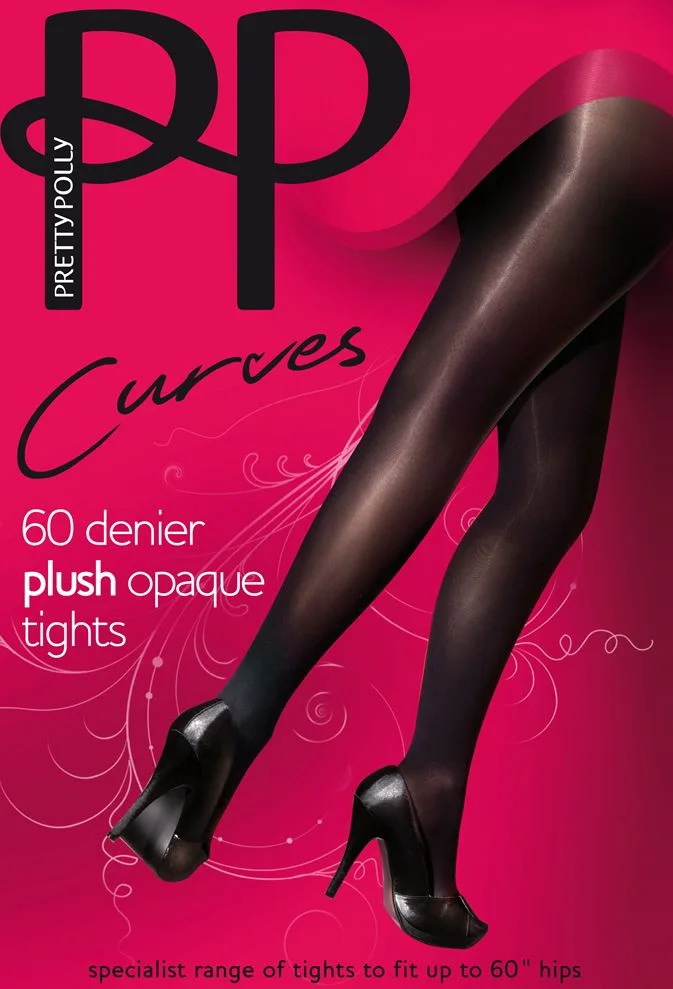 PP
PRETTY POLLY
Curves
60 denier
plush opaque
tights
specialist range of tights to fit up to 60" hips